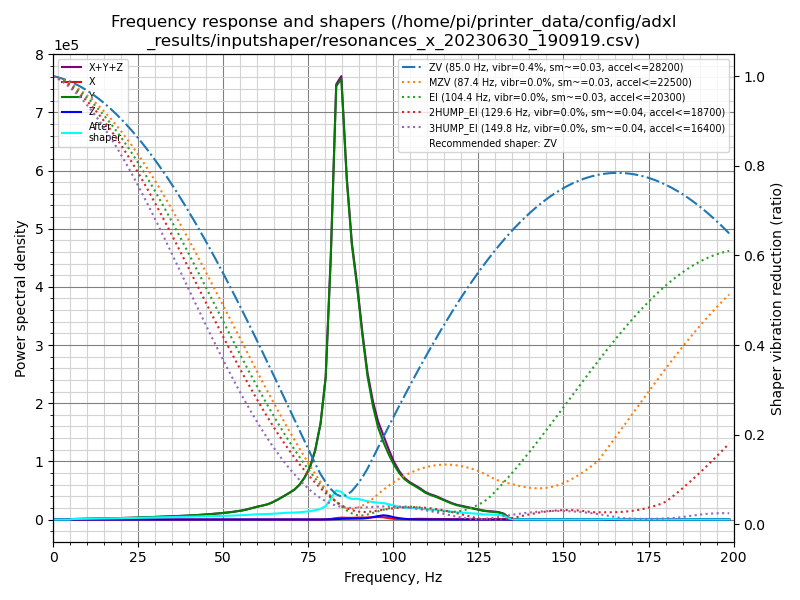 Frequency response and shapers (/home/pi/printer_data/config/adxl
_results/inputshaper/resonances_x_20230630_190919.csv)
1e5
8
7
6
5
4
3
2
1
0
Power spectral density
X+Y+Z
X
Y
Z
After
shaper
ZV (85.0 Hz, vibr=0.4%, sm~=0.03, accel<=28200)
MZV (87.4 Hz, vibr=0.0%, sm~=0.03, accel<=22500)
EI (104.4 Hz, vibr=0.0%, sm~=0.03, accel<=20300)
2HUMP_EI (129.6 Hz, vibr=0.0%, sm~=0.04, accel<=18700)
3HUMP_EI (149.8 Hz, vibr=0.0%, sm~=0.04, accel<=16400)
Recommended shaper: ZV
1.0
0.8
0.6
0.4
0.2
0.0
Shaper vibration reduction (ratio)
0 25 50 75 100 125 150 175 200
Frequency, Hz